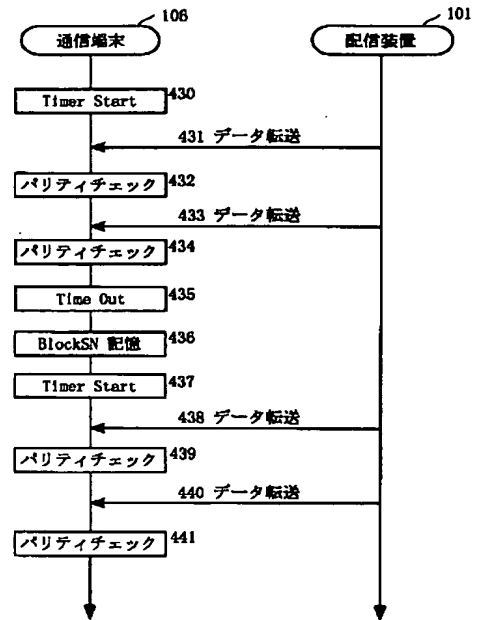 106
101
通信端末
配信装置
Timer Start 430
431 データ転送
パリティチェック 432
433 データ転送
パリティチェック 434
Time Out 435
BlockSN 記憶 436
Timer Start 437
438 データ転送
パリティチェック 439
440 データ転送
パリティチェック 441